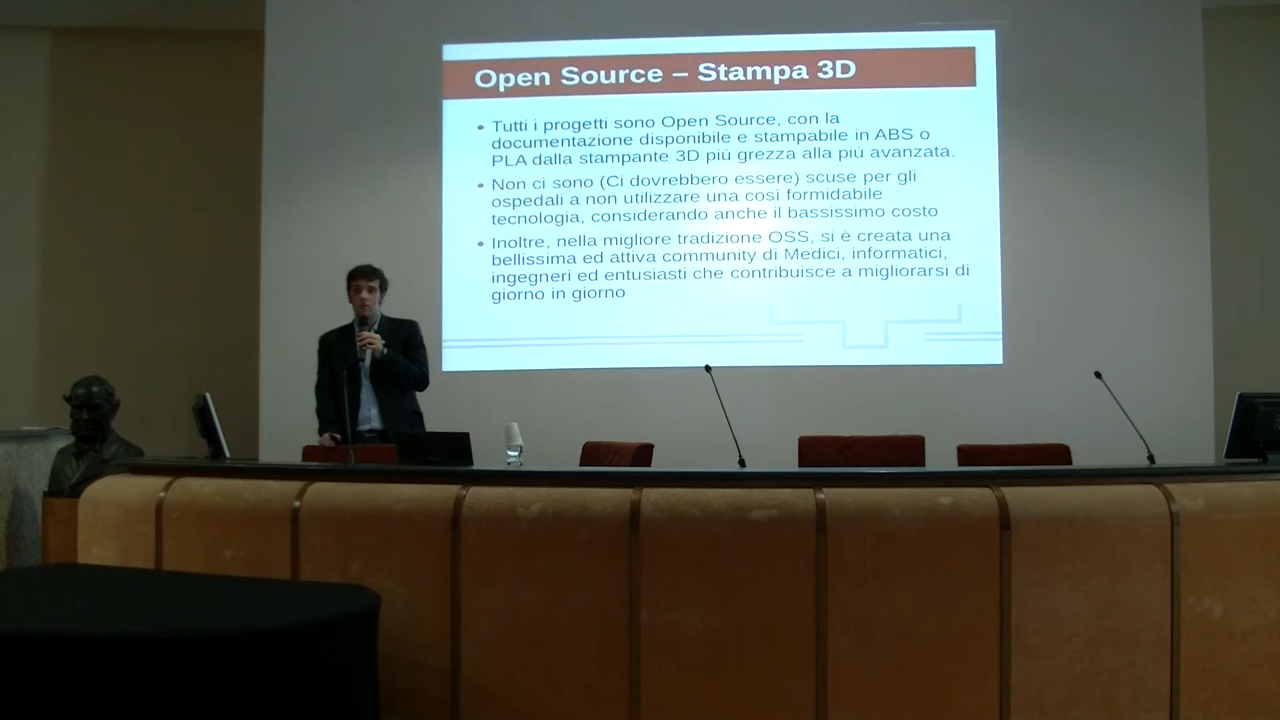 Open Source – Stampa 3D
• Tutti i progetti sono Open Source, con la
documentazione disponibile e stampabile in ABS o
PLA dalla stampante 3D più grezza alla più avanzata.
• Non ci sono (Ci dovrebbero essere) scuse per gli
ospedali a non utilizzare una così formidabile
tecnologia, considerando anche il bassissimo costo
• Inoltre, nella migliore tradizione OSS, si è creata una
bellissima ed attiva community di Medici, informatici,
ingegneri ed entusiasti che contribuisce a migliorarsi di
giorno in giorno